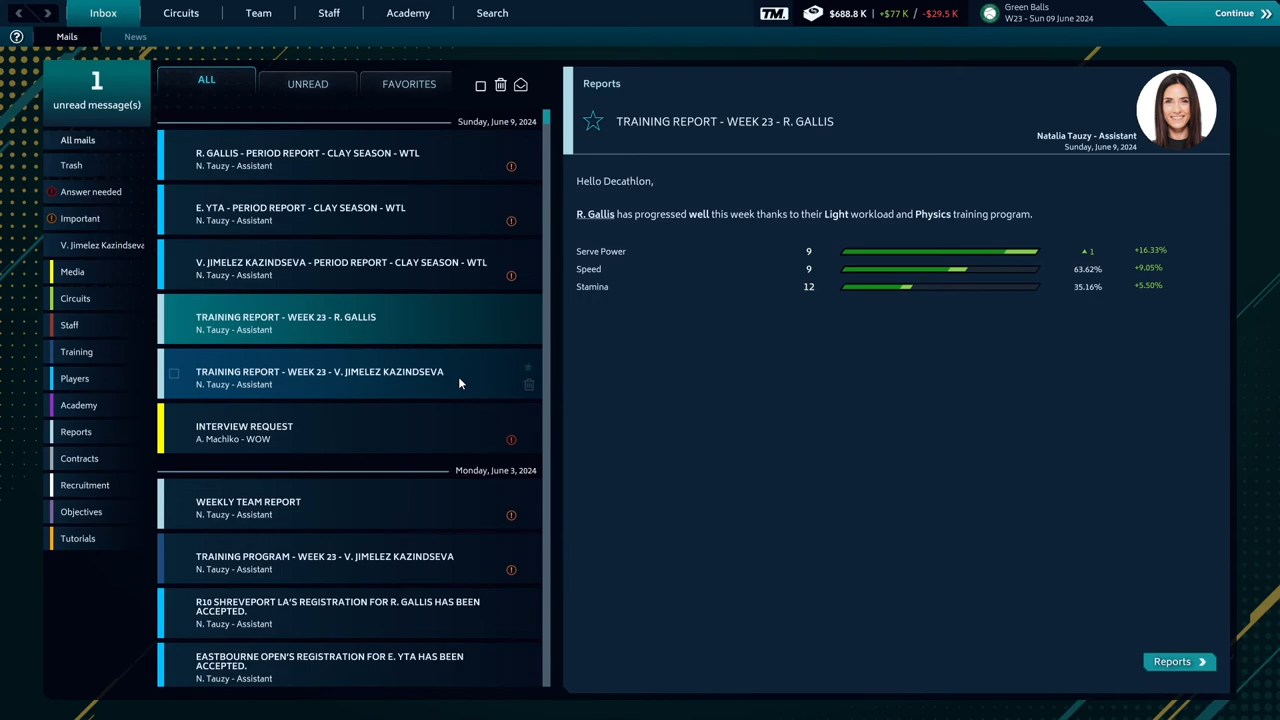 Inbox
Circuits
Team
Staff
Academy
Search
TM.
$688.8 K
+$77 K / -$29.5 K
Green Balls
W23 - Sun 09 June 2024
Continue
?
Mails
News
1
unread message(s)
All mails
Trash
Answer needed
Important
V. Jimelez Kazindseva
Media
Circuits
Staff
Training
Players
Academy
Reports
Contracts
Recruitment
Objectives
Tutorials
ALL
UNREAD
FAVORITES
Sunday, June 9, 2024
R. GALLIS - PERIOD REPORT - CLAY SEASON - WTL
N. Tauzy - Assistant
E. YTA - PERIOD REPORT - CLAY SEASON - WTL
N. Tauzy - Assistant
V. JIMELEZ KAZINDSEVA - PERIOD REPORT - CLAY SEASON - WTL
N. Tauzy - Assistant
TRAINING REPORT - WEEK 23 - R. GALLIS
N. Tauzy - Assistant
TRAINING REPORT - WEEK 23 - V. JIMELEZ KAZINDSEVA
N. Tauzy - Assistant
INTERVIEW REQUEST
A. Machiko - WOW
Monday, June 3, 2024
WEEKLY TEAM REPORT
N. Tauzy - Assistant
TRAINING PROGRAM - WEEK 23 - V. JIMELEZ KAZINDSEVA
N. Tauzy - Assistant
R10 SHREVEPORT LA'S REGISTRATION FOR R. GALLIS HAS BEEN
ACCEPTED.
N. Tauzy - Assistant
EASTBOURNE OPEN'S REGISTRATION FOR E. YTA HAS BEEN
ACCEPTED.
N. Tauzy - Assistant
Reports
TRAINING REPORT - WEEK 23 - R. GALLIS
Natalia Tauzy - Assistant
Sunday, June 9, 2024
Hello Decathlon,
R. Gallis has progressed well this week thanks to their Light workload and Physics training program.
Serve Power 9 ▲ 1 +16.33%
Speed 9 63.62% +9.05%
Stamina 12 35.16% +5.50%
Reports